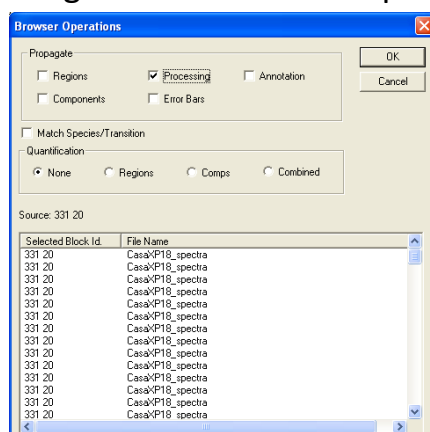 Browser Operations
Propagate
Regions Processing Annotation
Components Error Bars
OK
Cancel
Match Species/Transition
Quantification
None Regions Comps Combined
Source: 331 20
Selected Block Id. File Name
331 20 CasaXP18_spectra
331 20 CasaXP18_spectra
331 20 CasaXP18_spectra
331 20 CasaXP18_spectra
331 20 CasaXP18_spectra
331 20 CasaXP18_spectra
331 20 CasaXP18_spectra
331 20 CasaXP18_spectra
331 20 CasaXP18_spectra
331 20 CasaXP18_spectra
331 20 CasaXP18_spectra
331 20 CasaXP18_spectra
331 20 CasaXP18_spectra
331 20 CasaXP18_spectra